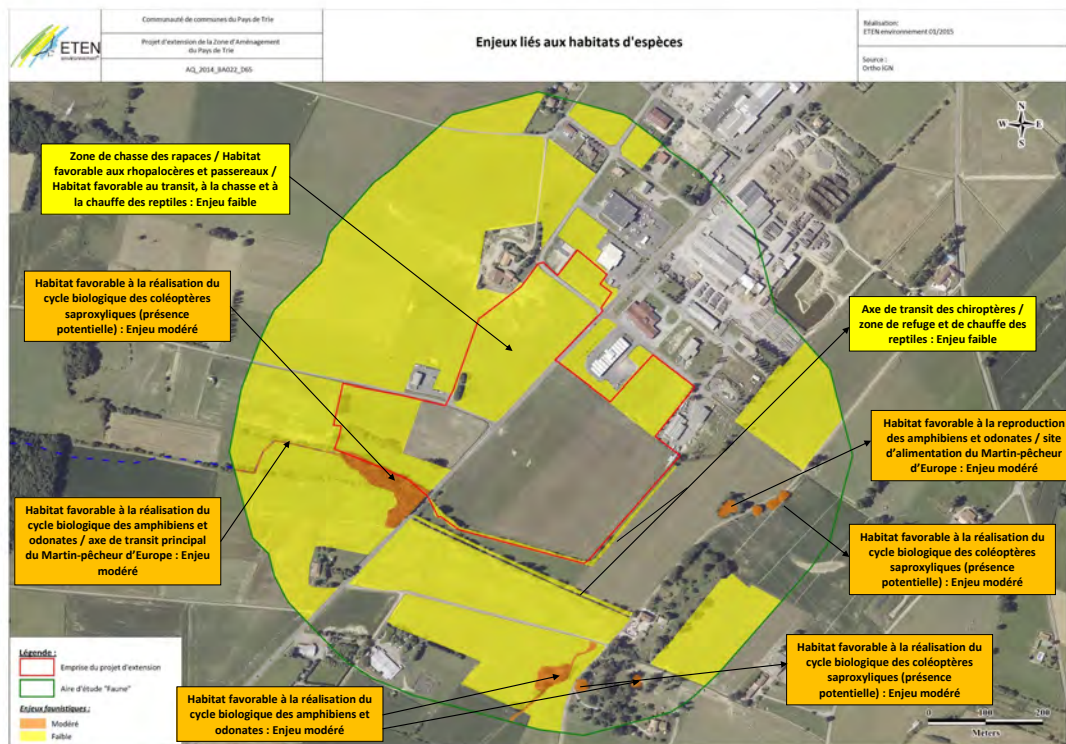 ETEN
environnement
Communauté de communes du Pays de Trie
Projet d'extension de la Zone d'Aménagement
du Pays de Trie
AQ_2014_BA022_D65
Enjeux liés aux habitats d'espèces
Réalisation:
ETEN environnement 01/2015
Source :
Ortho IGN
N
W E
S
Zone de chasse des rapaces / Habitat
favorable aux rhopalocères et passereaux /
Habitat favorable au transit, à la chasse et à
la chauffe des reptiles : Enjeu faible
Habitat favorable à la réalisation du
cycle biologique des coléoptères
saproxyliques (présence
potentielle) : Enjeu modéré
Axe de transit des chiroptères /
zone de refuge et de chauffe des
reptiles : Enjeu faible
Habitat favorable à la reproduction
des amphibiens et odonates / site
d'alimentation du Martin-pêcheur
d'Europe : Enjeu modéré
Habitat favorable à la réalisation du
cycle biologique des amphibiens et
odonates / axe de transit principal
du Martin-pêcheur d'Europe : Enjeu
modéré
Habitat favorable à la réalisation du
cycle biologique des coléoptères
saproxyliques (présence
potentielle) : Enjeu modéré
Habitat favorable à la réalisation du
cycle biologique des coléoptères
saproxyliques (présence
potentielle) : Enjeu modéré
Habitat favorable à la réalisation du
cycle biologique des amphibiens et
odonates : Enjeu modéré
Légende :
Emprise du projet d'extension
Aire d'étude "Faune"
Enjeux faunistiques :
Modéré
Faible
0 100 200
Meters